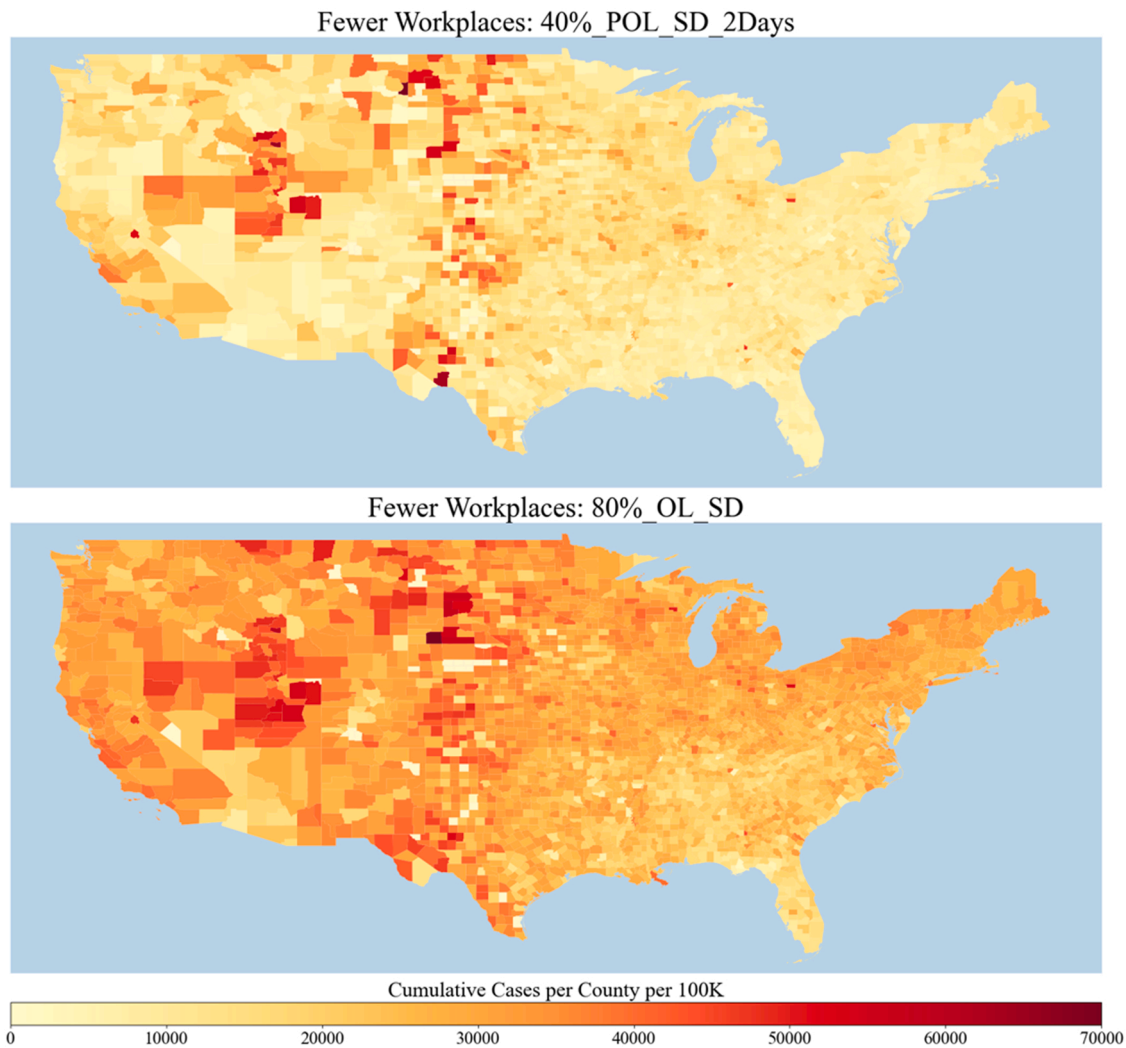 Fewer Workplaces: 40%_POL_SD_2Days
Fewer Workplaces: 80%_OL_SD
Cumulative Cases per County per 100K
0 10000 20000 30000 40000 50000 60000 70000